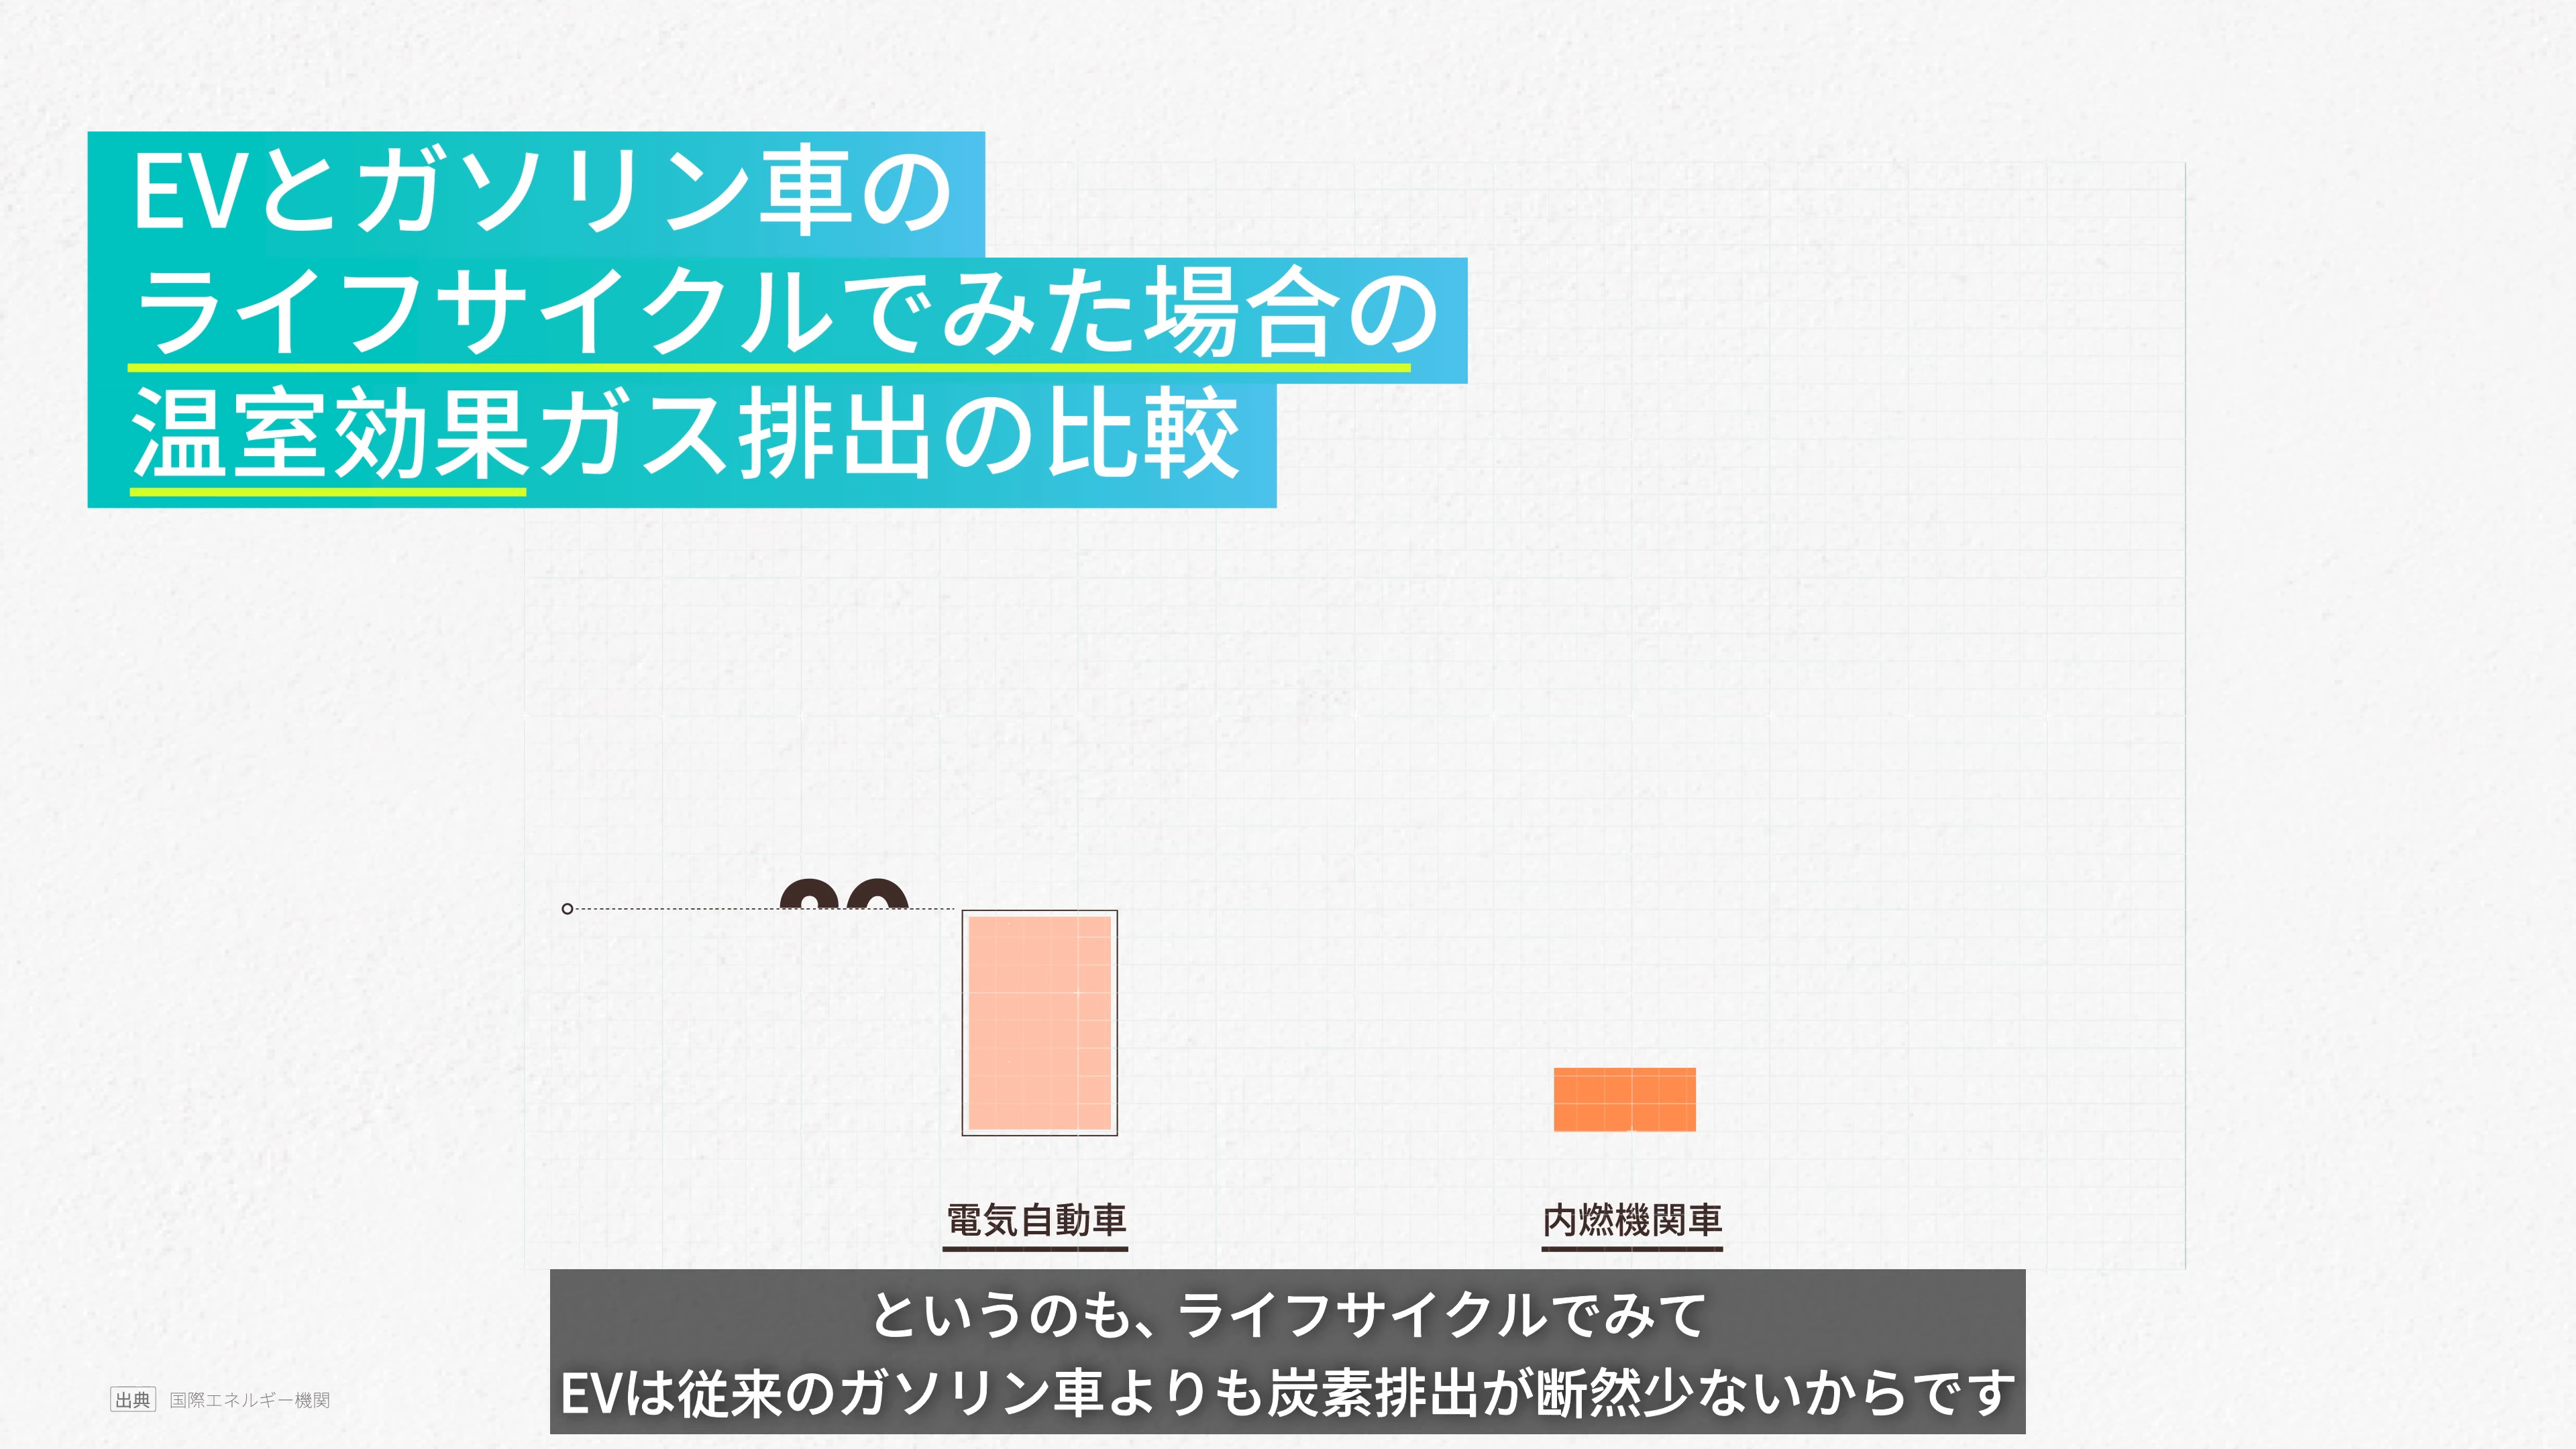 EVとガソリン車の
ライフサイクルでみた場合の
温室効果ガス排出の比較
電気自動車
内燃機関車
というのも、ライフサイクルでみて
EVは従来のガソリン車よりも炭素排出が断然少ないからです
出典 国際エネルギー機関